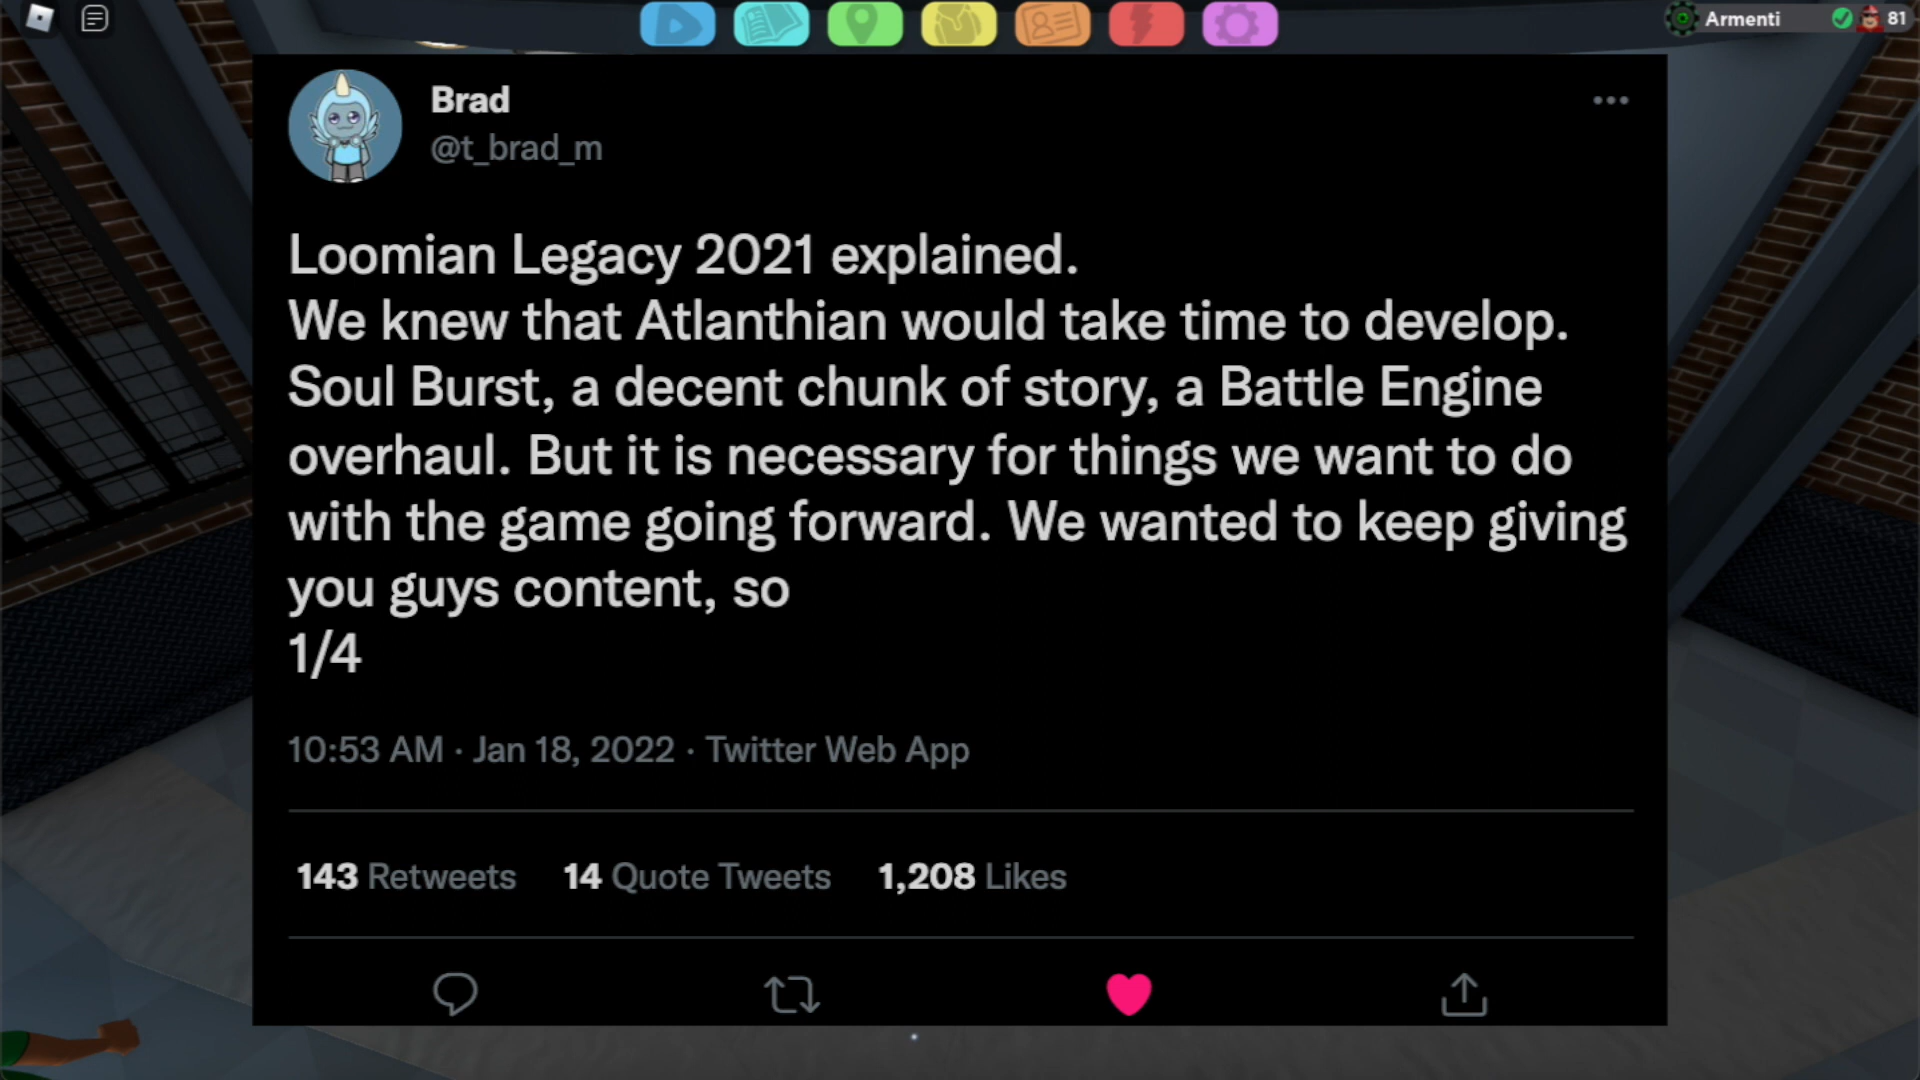 Armenti 81
Brad
@t_brad_m
Loomian Legacy 2021 explained.
We knew that Atlanthian would take time to develop.
Soul Burst, a decent chunk of story, a Battle Engine
overhaul. But it is necessary for things we want to do
with the game going forward. We wanted to keep giving
you guys content, so
1/4
10:53 AM · Jan 18, 2022 · Twitter Web App
143 Retweets 14 Quote Tweets 1,208 Likes